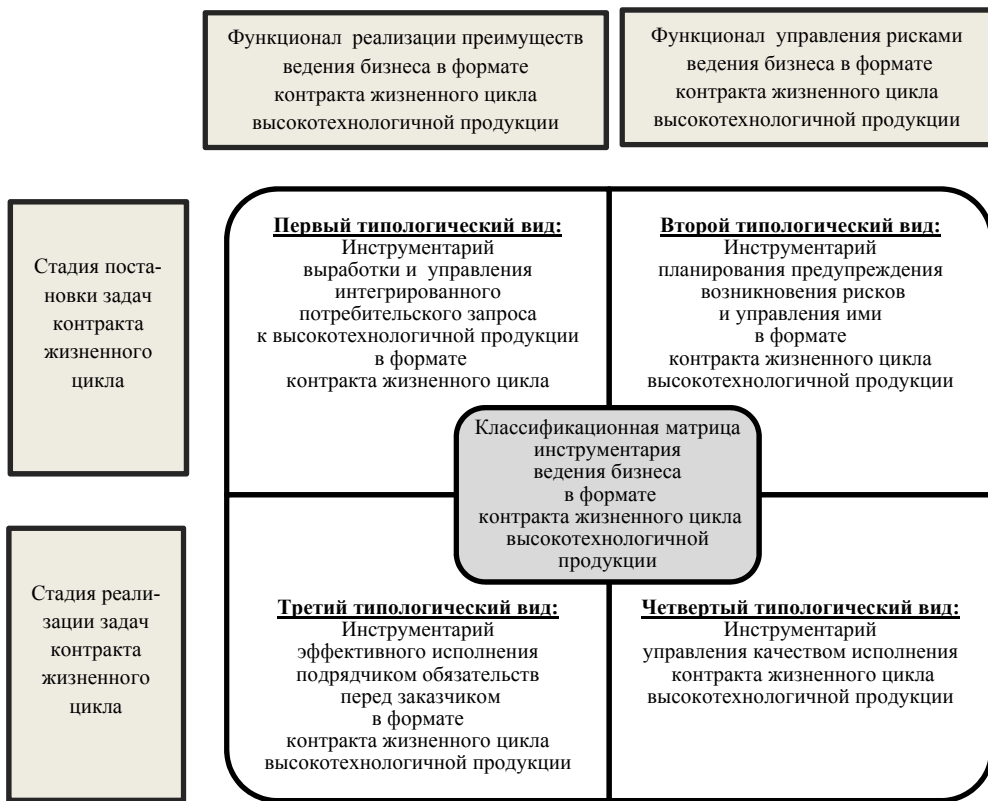 Функционал реализации преимуществ
ведения бизнеса в формате
контракта жизненного цикла
высокотехнологичной продукции
Функционал управления рисками
ведения бизнеса в формате
контракта жизненного цикла
высокотехнологичной продукции
Стадия поста-
новки задач
контракта
жизненного
цикла
Первый типологический вид:
Инструментарий
выработки и управления
интегрированного
потребительского запроса
к высокотехнологичной продукции
в формате
контракта жизненного цикла
Второй типологический вид:
Инструментарий
планирования предупреждения
возникновения рисков
и управления ими
в формате
контракта жизненного цикла
высокотехнологичной продукции
Классификационная матрица
инструментария
ведения бизнеса
в формате
контракта жизненного цикла
высокотехнологичной
продукции
Стадия реали-
зации задач
контракта
жизненного
цикла
Третий типологический вид:
Инструментарий
эффективного исполнения
подрядчиком обязательств
перед заказчиком
в формате
контракта жизненного цикла
высокотехнологичной продукции
Четвертый типологический вид:
Инструментарий
управления качеством исполнения
контракта жизненного цикла
высокотехнологичной продукции